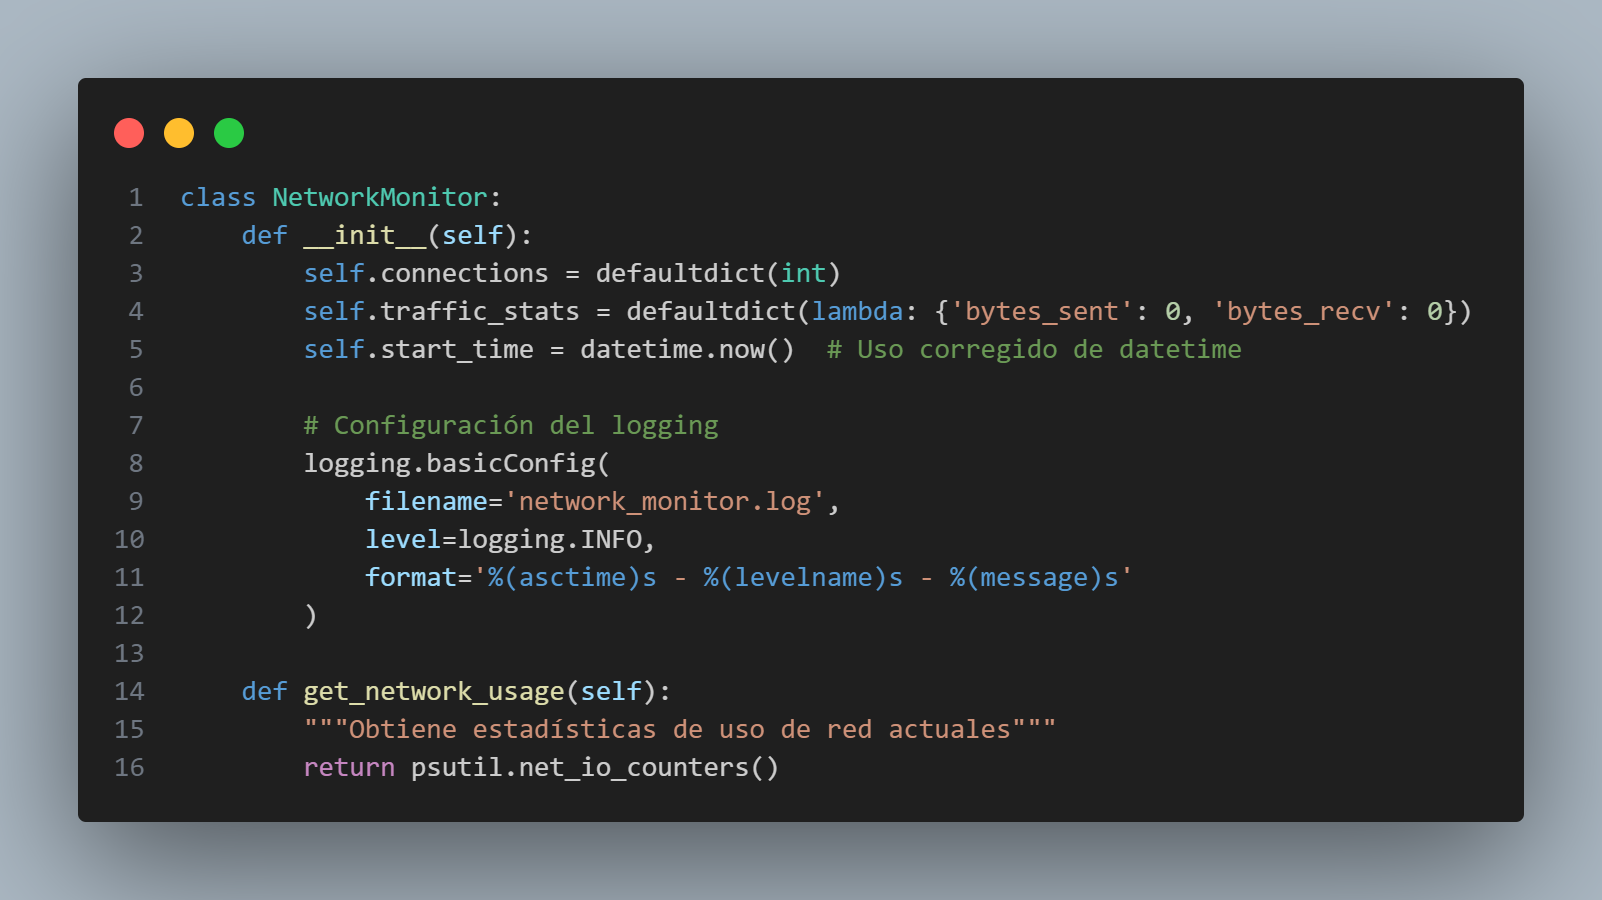 1 class NetworkMonitor:
2     def __init__(self):
3         self.connections = defaultdict(int)
4         self.traffic_stats = defaultdict(lambda: {'bytes_sent': 0, 'bytes_recv': 0})
5         self.start_time = datetime.now()  # Uso corregido de datetime
6
7         # Configuración del logging
8         logging.basicConfig(
9             filename='network_monitor.log',
10             level=logging.INFO,
11             format='%(asctime)s - %(levelname)s - %(message)s'
12         )
13
14     def get_network_usage(self):
15         """Obtiene estadísticas de uso de red actuales"""
16         return psutil.net_io_counters()